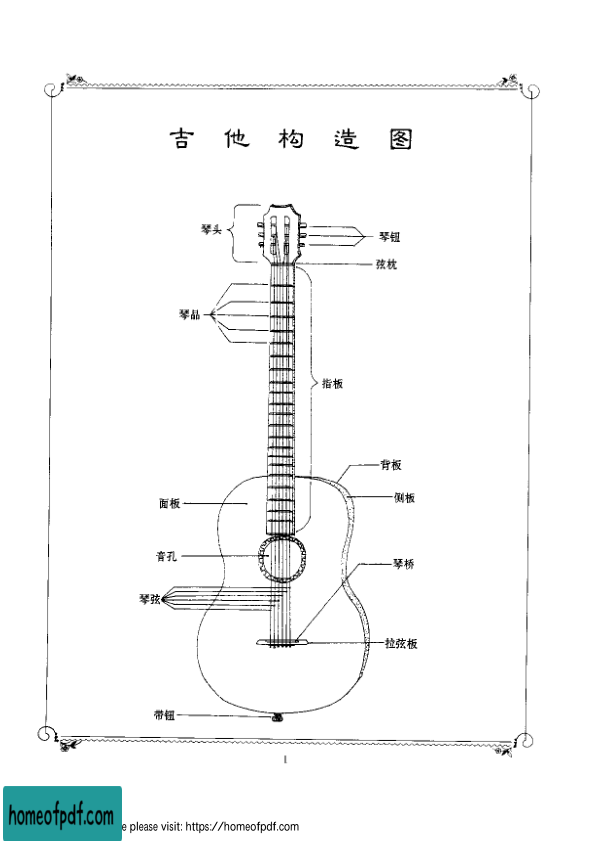 吉他构造图
琴头
琴钮
弦枕
琴品
指板
背板
侧板
面板
音孔
琴桥
琴弦
拉弦板
带钮
1
homeofpdf.com
e please visit: https://homeofpdf.com